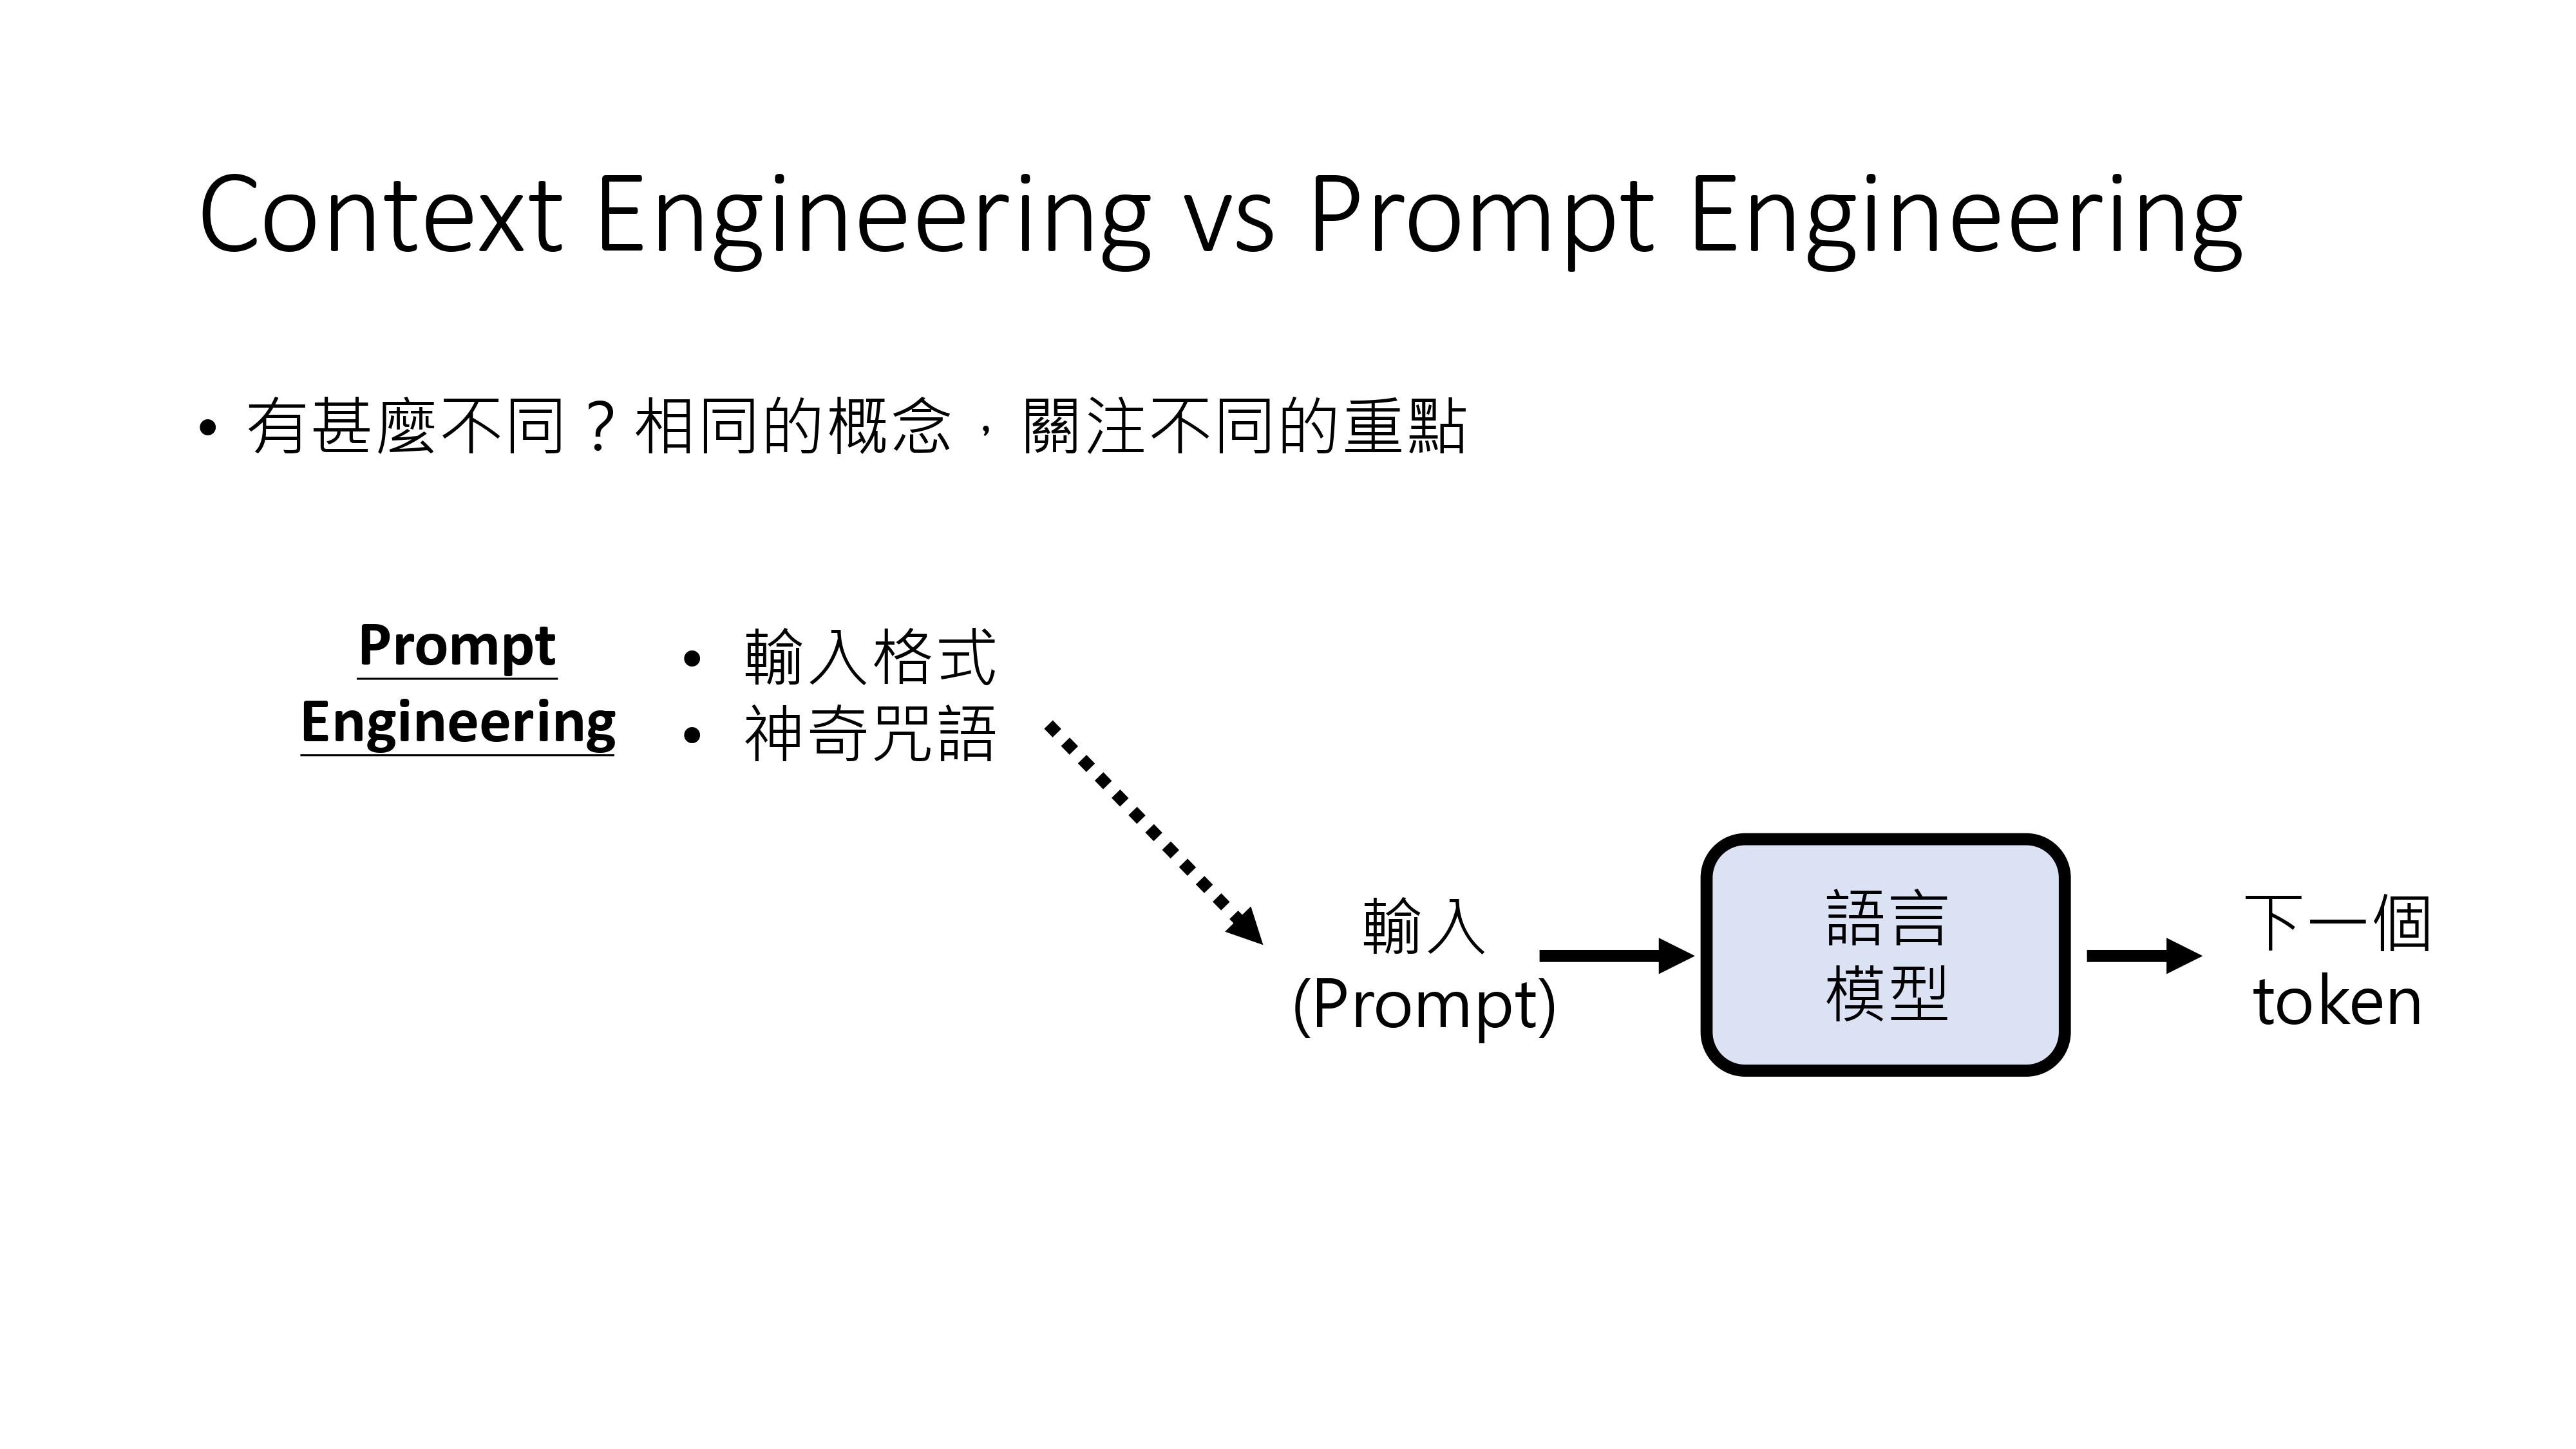 Context Engineering vs Prompt Engineering
• 有甚麼不同？相同的概念，關注不同的重點
Prompt
Engineering
• 輸入格式
• 神奇咒語
輸入
(Prompt)
語言
模型
下一個
token